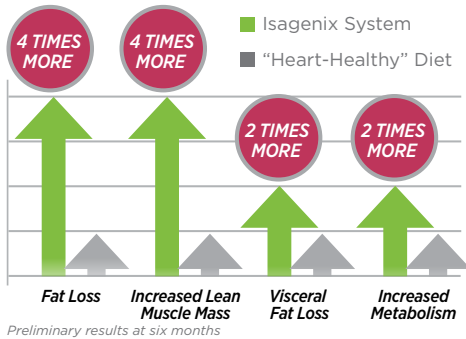 4 TIMES
MORE
4 TIMES
MORE
Isagenix System
“Heart-Healthy” Diet
2 TIMES
MORE
2 TIMES
MORE
Fat Loss
Increased Lean
Muscle Mass
Visceral
Fat Loss
Increased
Metabolism
Preliminary results at six months